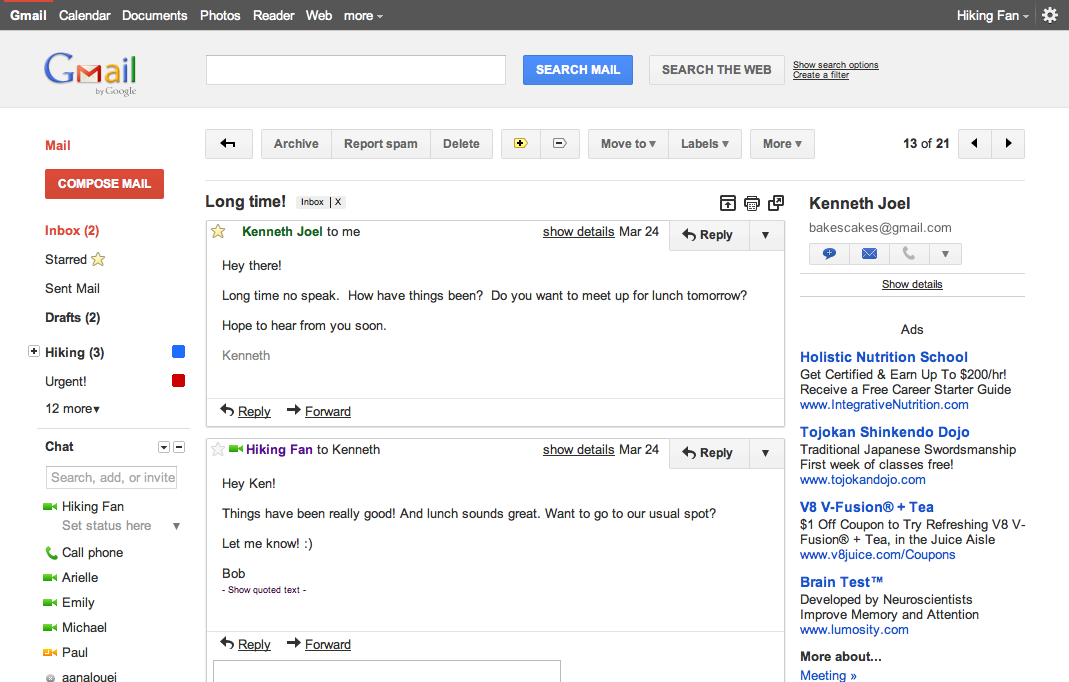 Gmail Calendar Documents Photos Reader Web more
Hiking Fan
Gmail
by Google
SEARCH MAIL
SEARCH THE WEB
Show search options
Create a filter
Mail
COMPOSE MAIL
Inbox (2)
Starred
Sent Mail
Drafts (2)
Hiking (3)
Urgent!
12 more▾
Chat
Search, add, or invite
Hiking Fan
Set status here
Call phone
Arielle
Emily
Michael
Paul
aanalouei
Archive Report spam Delete
Move to ▾ Labels ▾
More ▾
13 of 21
Long time!
Inbox | X
Kenneth Joel to me
show details Mar 24
Reply
Hey there!
Long time no speak.  How have things been?  Do you want to meet up for lunch tomorrow?
Hope to hear from you soon.
Kenneth
Reply Forward
Hiking Fan to Kenneth
show details Mar 24
Reply
Hey Ken!
Things have been really good! And lunch sounds great. Want to go to our usual spot?
Let me know! :)
Bob
- Show quoted text -
Reply Forward
Kenneth Joel
bakescakes@gmail.com
Show details
Ads
Holistic Nutrition School
Get Certified & Earn Up To $200/hr!
Receive a Free Career Starter Guide
www.IntegrativeNutrition.com
Tojokan Shinkendo Dojo
Traditional Japanese Swordsmanship
First week of classes free!
www.tojokandojo.com
V8 V-Fusion® + Tea
$1 Off Coupon to Try Refreshing V8 V-
Fusion® + Tea, in the Juice Aisle
www.v8juice.com/Coupons
Brain Test™
Developed by Neuroscientists
Improve Memory and Attention
www.lumosity.com
More about...
Meeting »